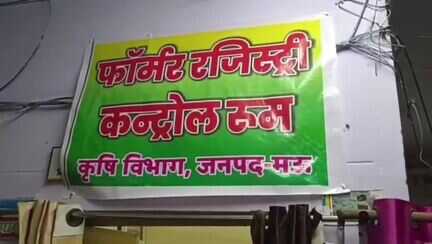 फॉर्मर रजिस्ट्री
कन्ट्रोल रूम
कृषि विभाग, जनपद-मऊ